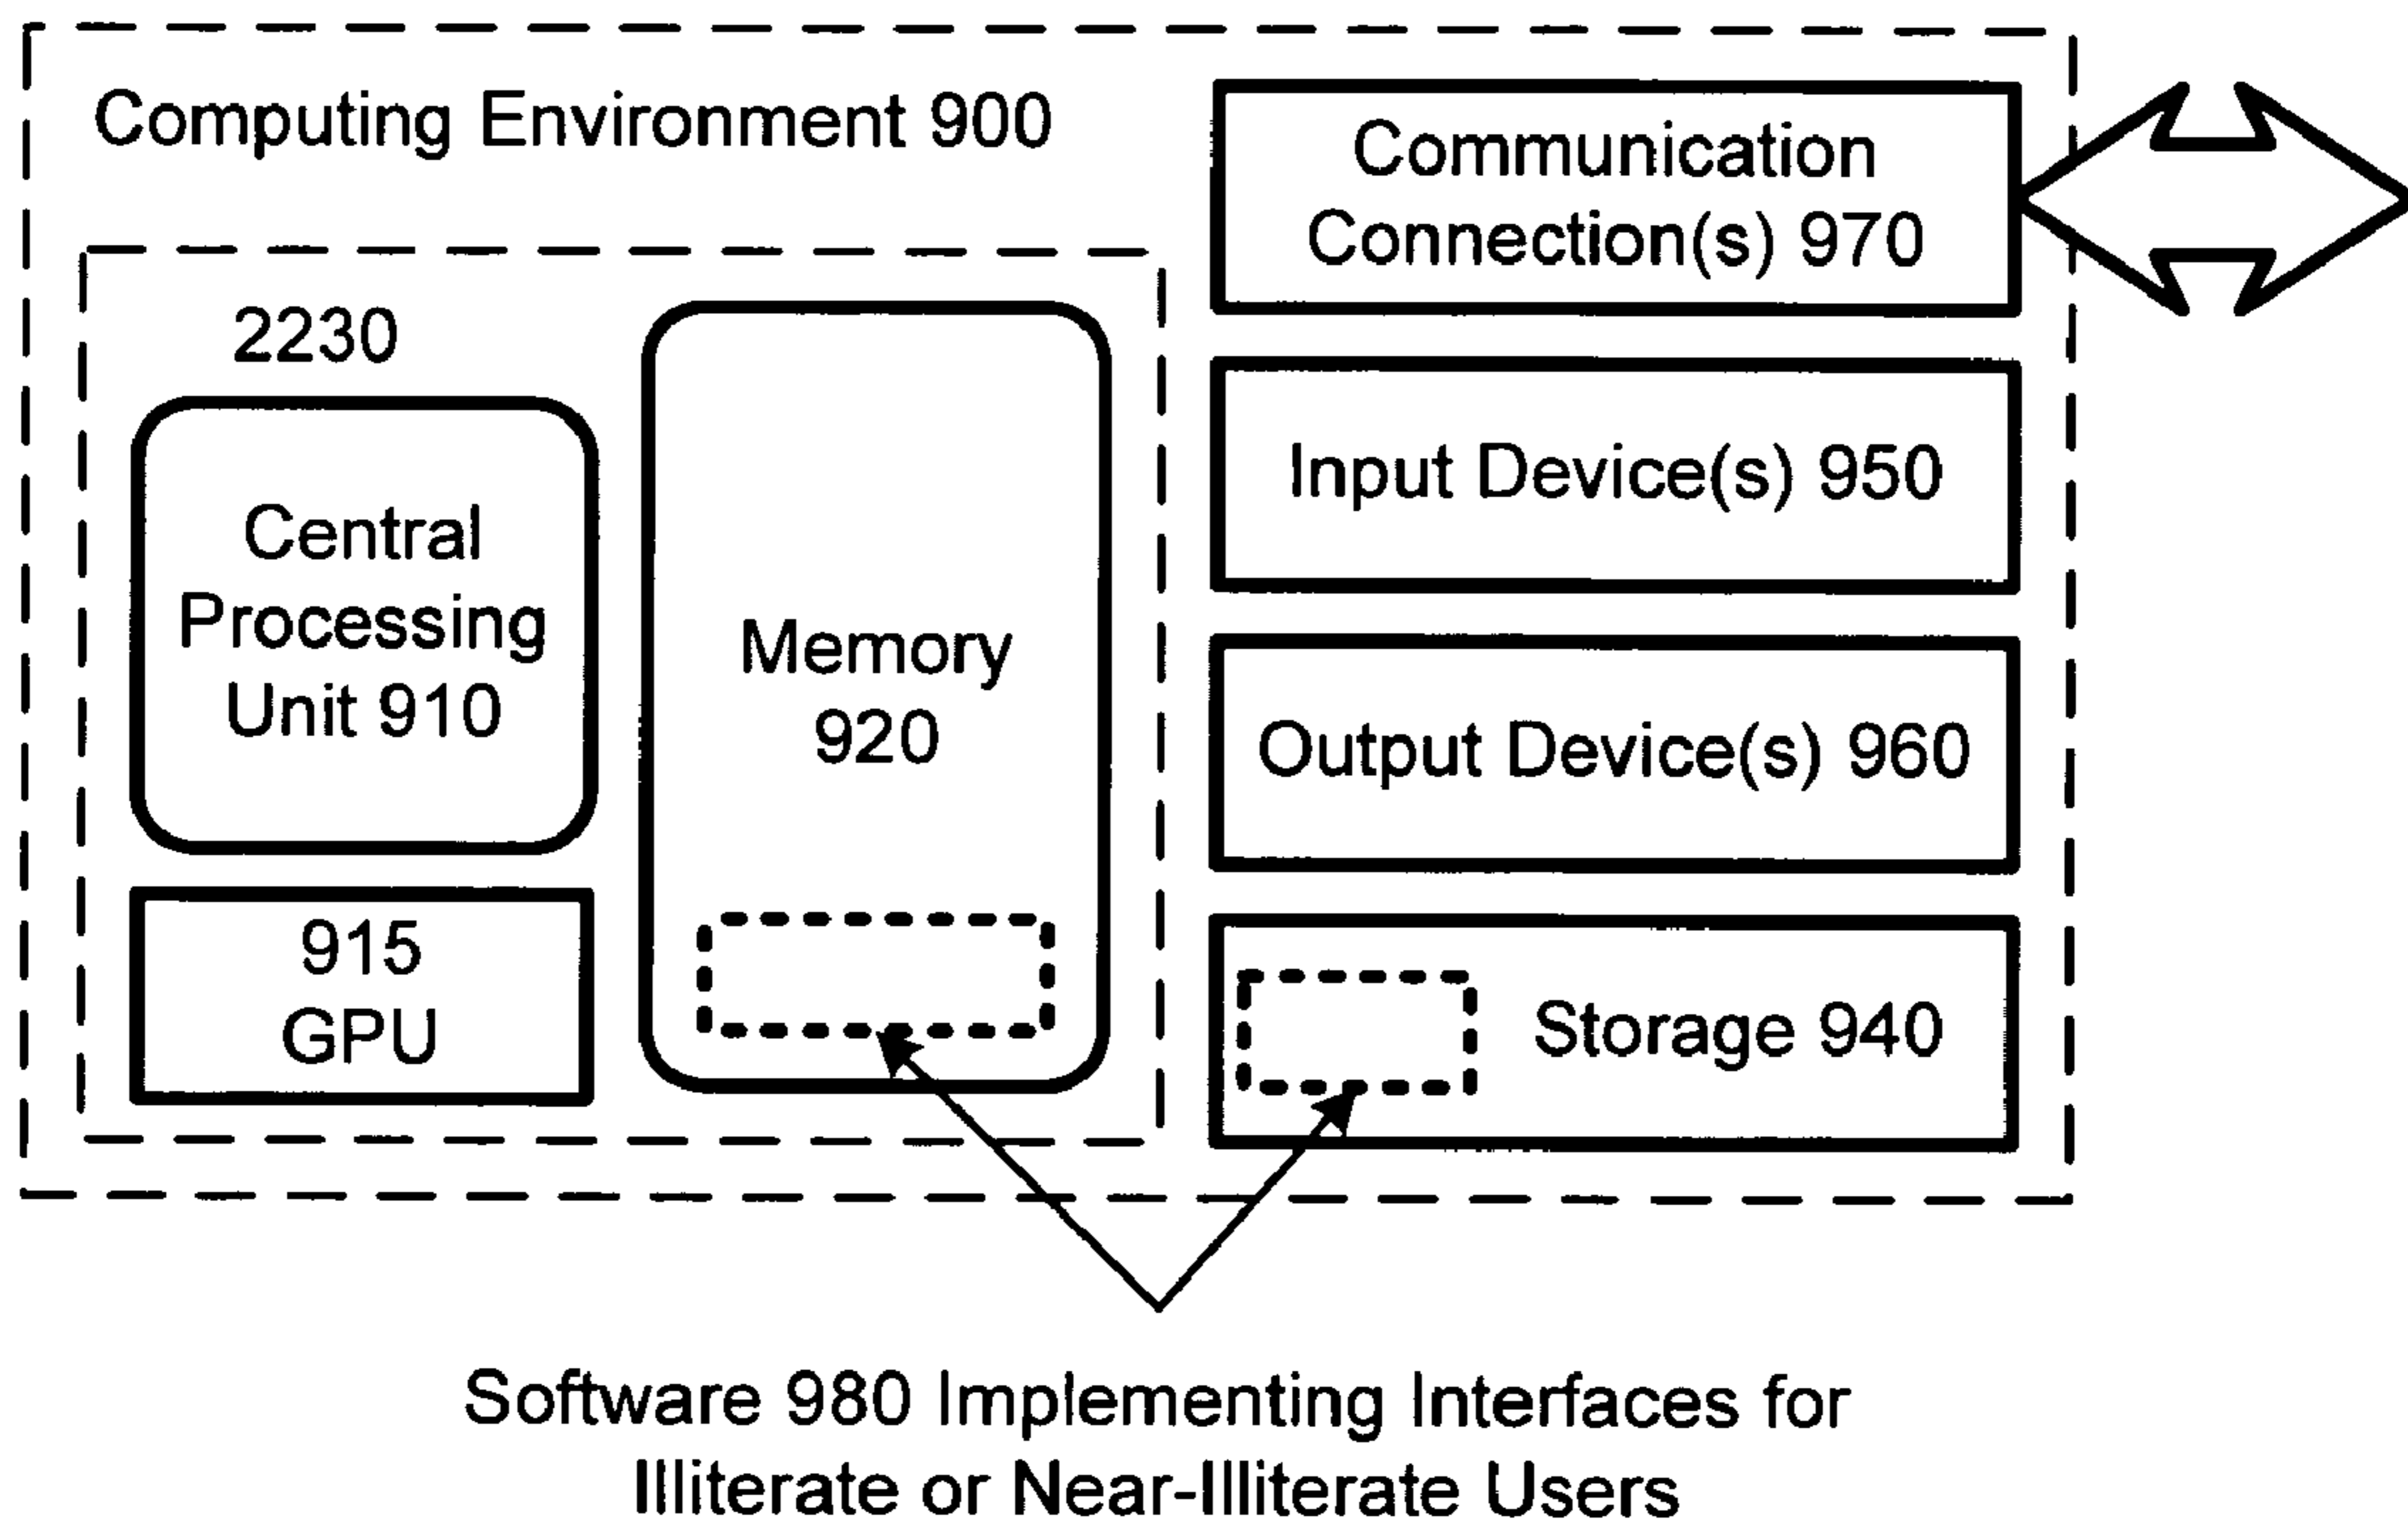 Computing Environment 900
2230
Central
Processing
Unit 910
915
GPU
Memory
920
Communication
Connection(s) 970
Input Device(s) 950
Output Device(s) 960
Storage 940
Software 980 Implementing Interfaces for
Illiterate or Near-Illiterate Users